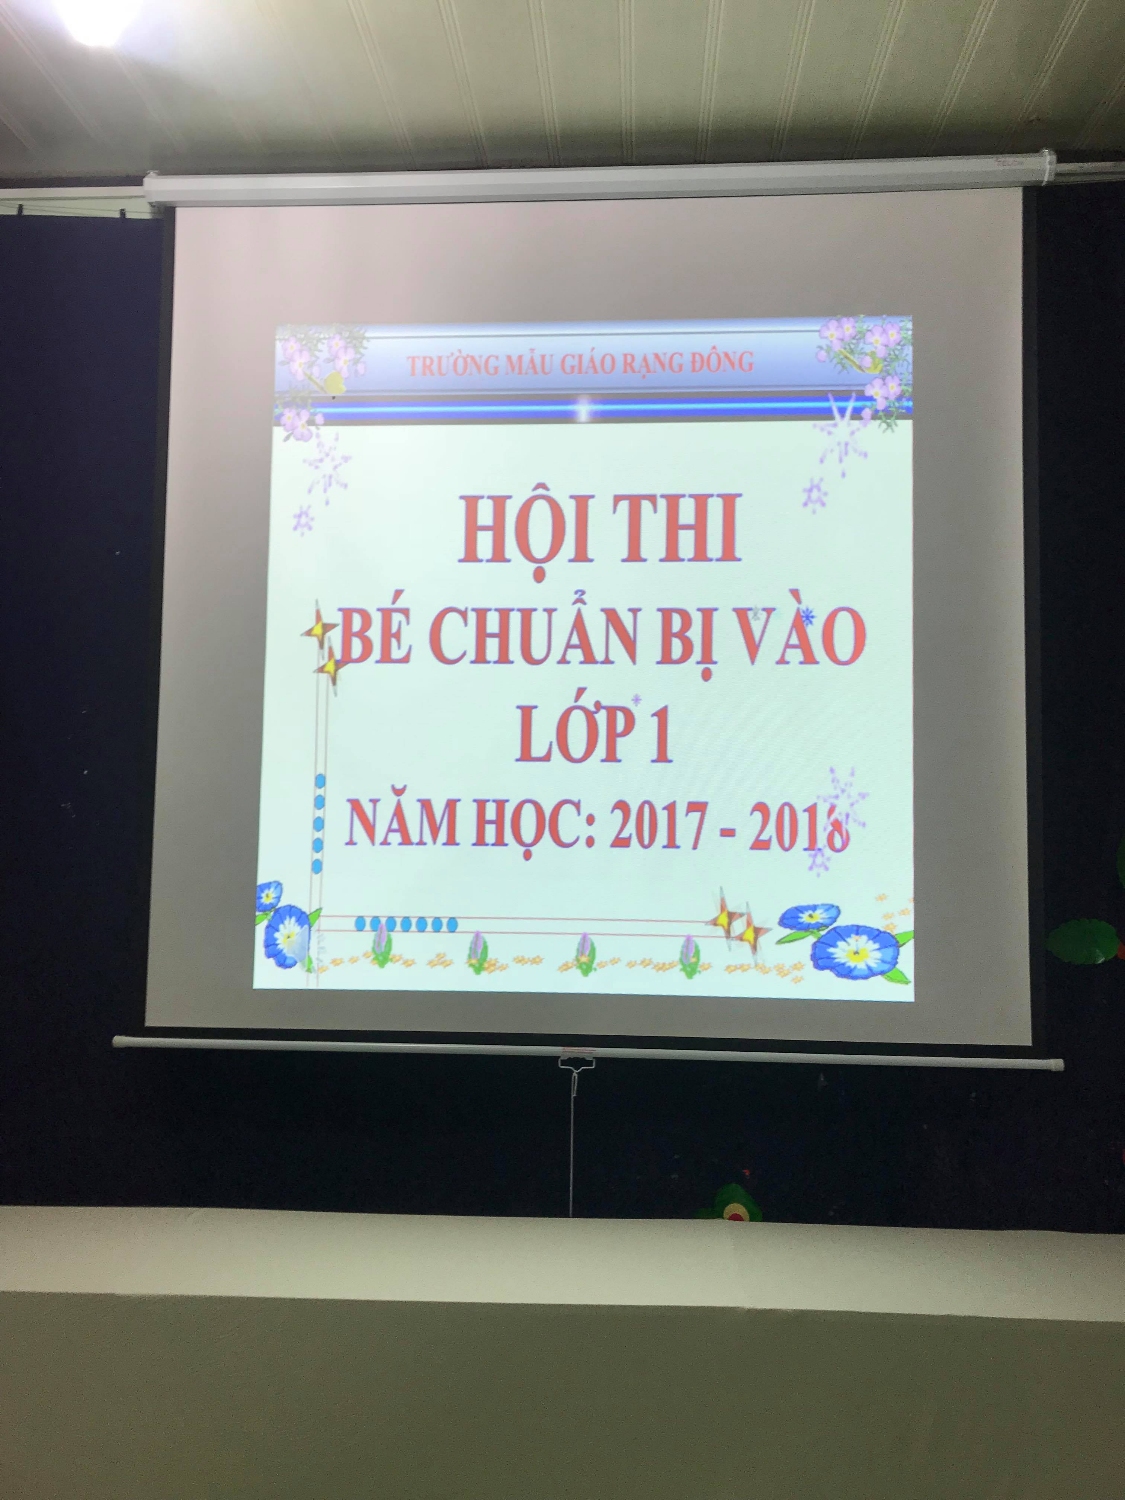 TRƯỜNG MẪU GIÁO RẠNG ĐÔNG
HỘI THI
BÉ CHUẨN BỊ VÀO
LỚP 1
NĂM HỌC: 2017 - 2018